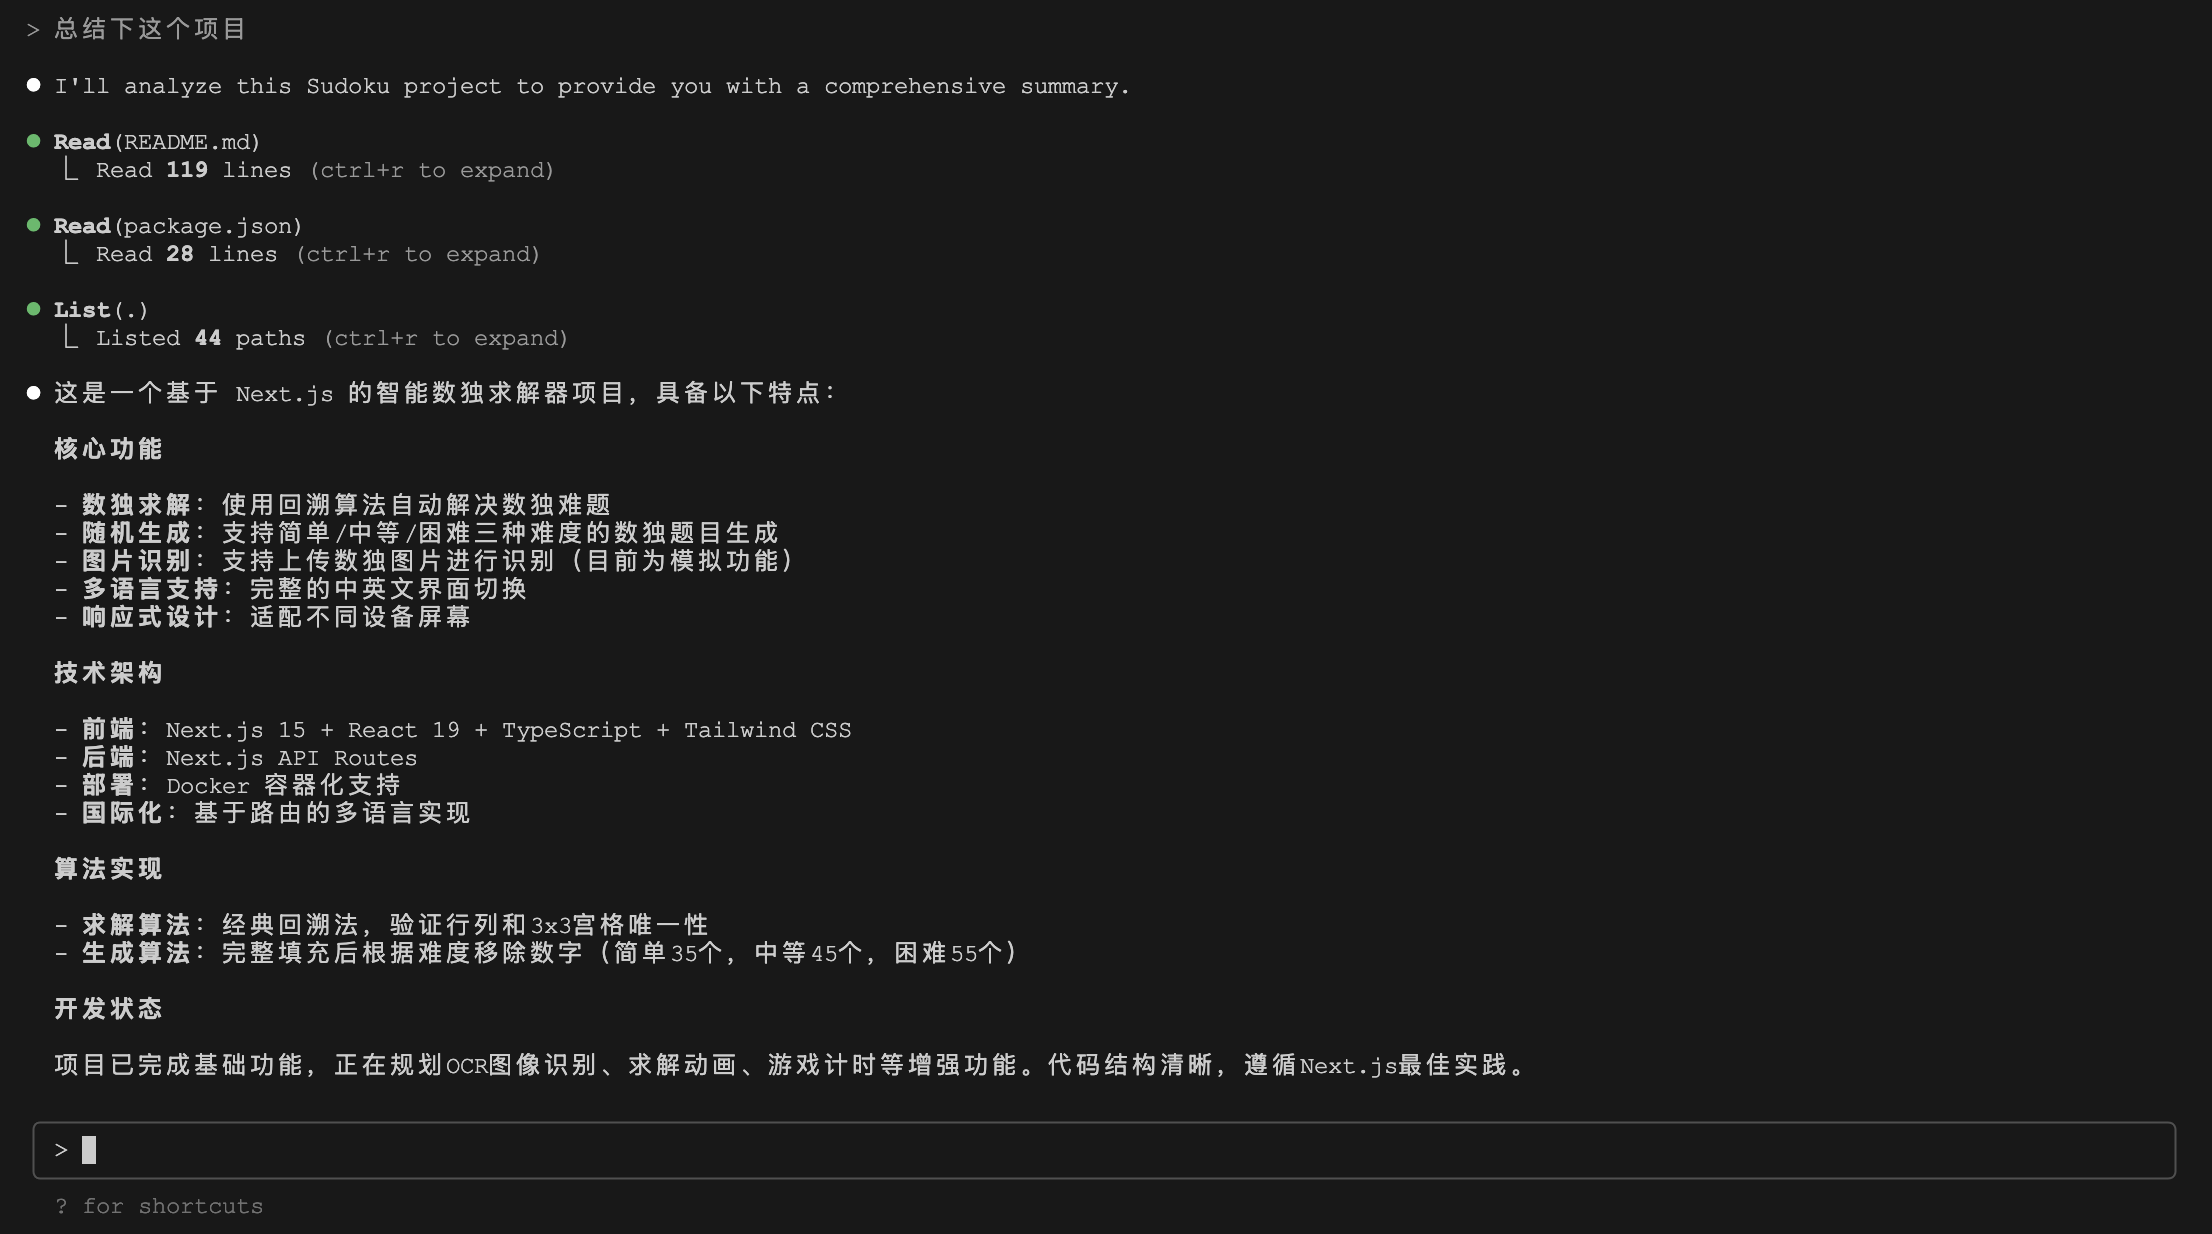 > 总结下这个项目
● I'll analyze this Sudoku project to provide you with a comprehensive summary.
● Read(README.md)
⎿ Read 119 lines (ctrl+r to expand)
● Read(package.json)
⎿ Read 28 lines (ctrl+r to expand)
● List(.)
⎿ Listed 44 paths (ctrl+r to expand)
● 这是一个基于 Next.js 的智能数独求解器项目，具备以下特点：
核心功能
- 数独求解：使用回溯算法自动解决数独难题
- 随机生成：支持简单/中等/困难三种难度的数独题目生成
- 图片识别：支持上传数独图片进行识别（目前为模拟功能）
- 多语言支持：完整的中英文界面切换
- 响应式设计：适配不同设备屏幕
技术架构
- 前端：Next.js 15 + React 19 + TypeScript + Tailwind CSS
- 后端：Next.js API Routes
- 部署：Docker 容器化支持
- 国际化：基于路由的多语言实现
算法实现
- 求解算法：经典回溯法，验证行列和3x3宫格唯一性
- 生成算法：完整填充后根据难度移除数字（简单35个，中等45个，困难55个）
开发状态
项目已完成基础功能，正在规划OCR图像识别、求解动画、游戏计时等增强功能。代码结构清晰，遵循Next.js最佳实践。
>
? for shortcuts